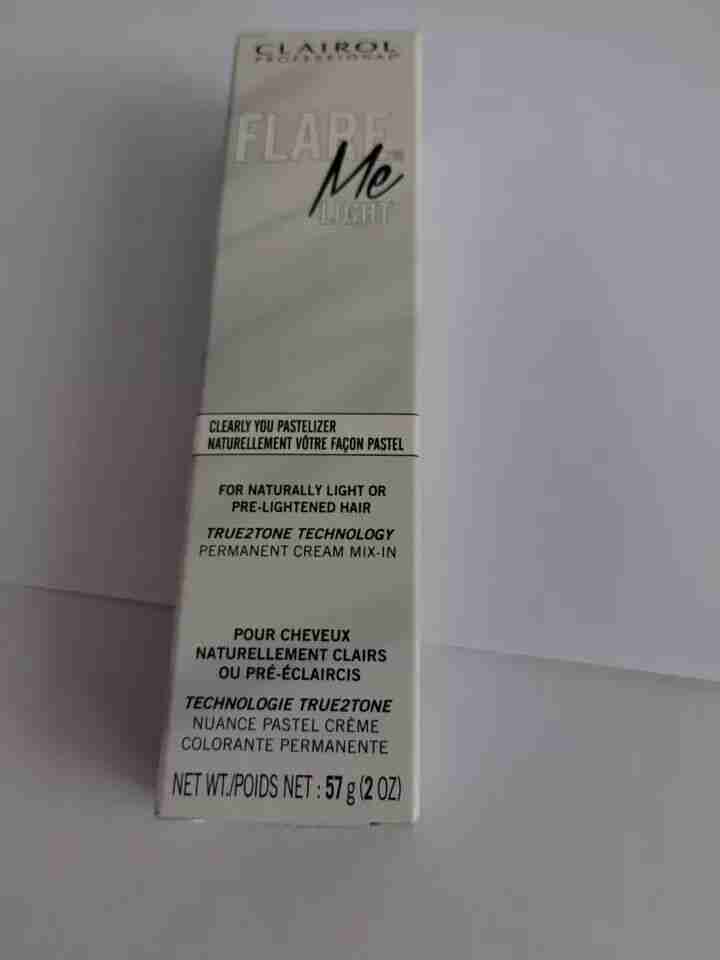 CLAIROL
PROFESSIONAL®
FLARE
Me™
LIGHT
CLEARLY YOU PASTELIZER
NATURELLEMENT VÔTRE FAÇON PASTEL
FOR NATURALLY LIGHT OR
PRE-LIGHTENED HAIR
TRUE2TONE TECHNOLOGY
PERMANENT CREAM MIX-IN
POUR CHEVEUX
NATURELLEMENT CLAIRS
OU PRÉ-ÉCLAIRCIS
TECHNOLOGIE TRUE2TONE
NUANCE PASTEL CRÈME
COLORANTE PERMANENTE
NET WT./POIDS NET : 57 g (2 OZ)